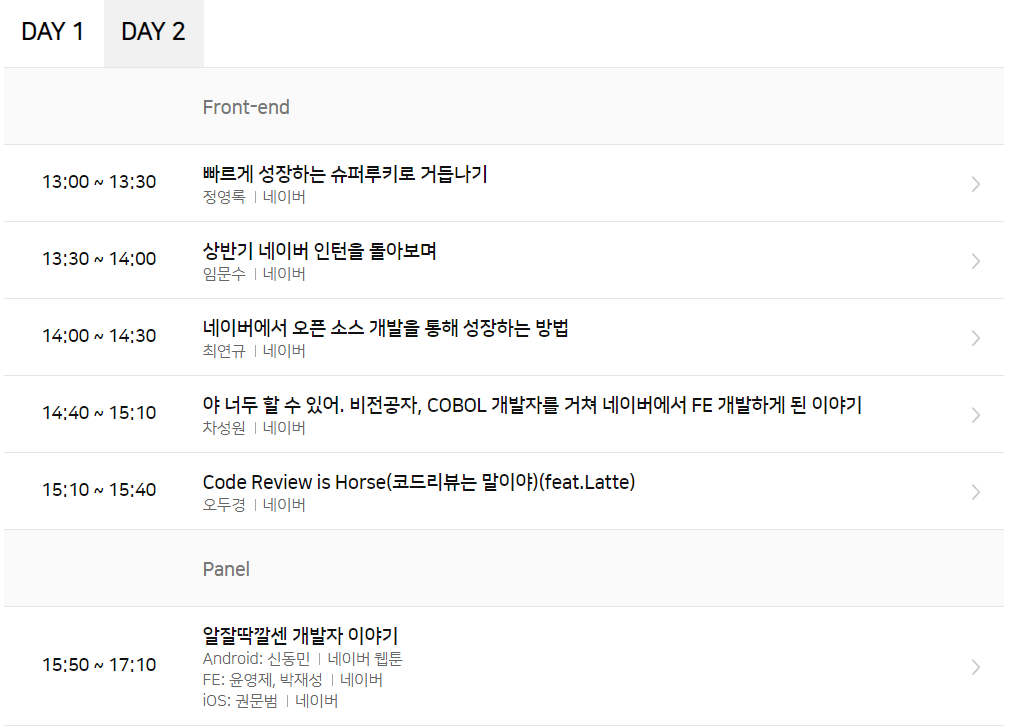 DAY 1 DAY 2
Front-end
13:00 ~ 13:30
빠르게 성장하는 슈퍼루키로 거듭나기
정영록 | 네이버
13:30 ~ 14:00
상반기 네이버 인턴을 돌아보며
임문수 | 네이버
14:00 ~ 14:30
네이버에서 오픈 소스 개발을 통해 성장하는 방법
최연규 | 네이버
14:40 ~ 15:10
야 너두 할 수 있어. 비전공자, COBOL 개발자를 거쳐 네이버에서 FE 개발하게 된 이야기
차성원 | 네이버
15:10 ~ 15:40
Code Review is Horse(코드리뷰는 말이야)(feat.Latte)
오두경 | 네이버
Panel
15:50 ~ 17:10
알잘딱깔센 개발자 이야기
Android: 신동민 | 네이버 웹툰
FE: 윤영제, 박재성 | 네이버
iOS: 권문범 | 네이버